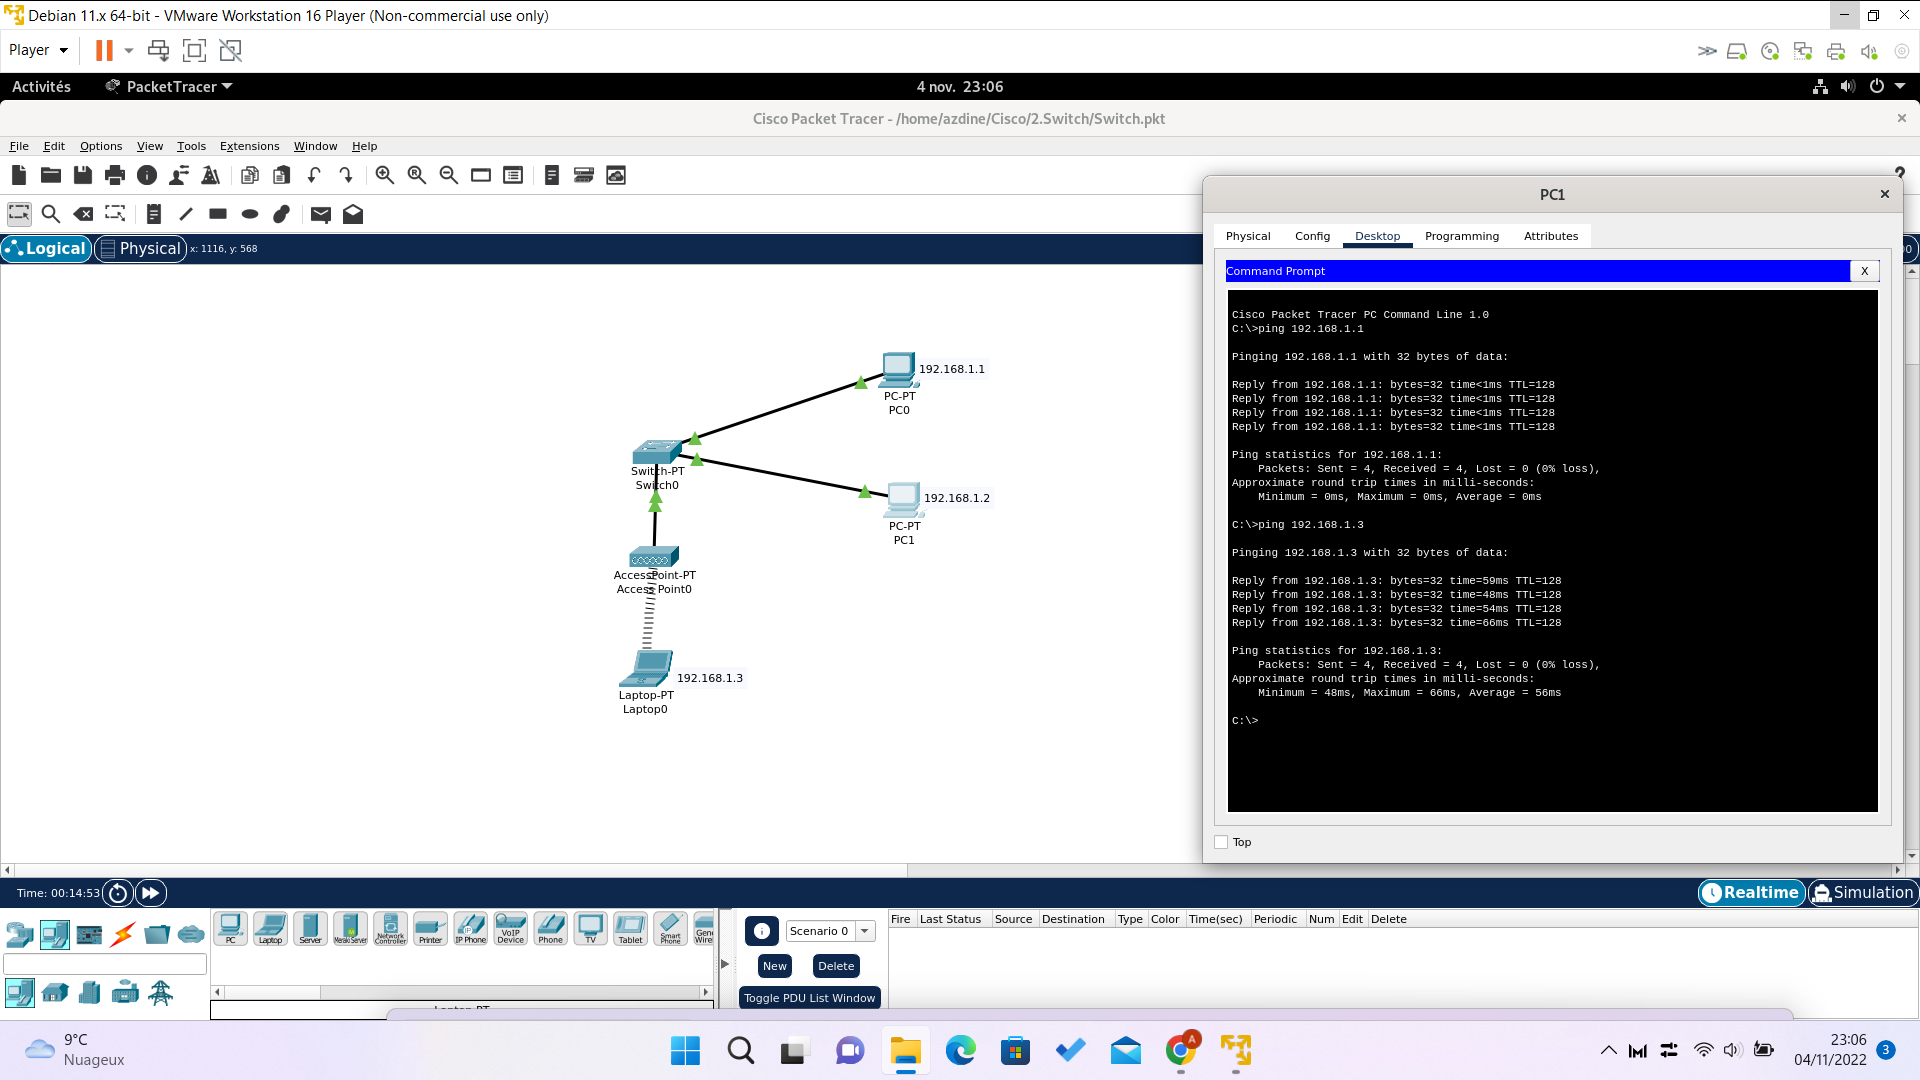 Debian 11.x 64-bit - VMware Workstation 16 Player (Non-commercial use only)
Player
Activités
PacketTracer
4 nov. 23:06
Cisco Packet Tracer - /home/azdine/Cisco/2.Switch/Switch.pkt
File Edit Options View Tools Extensions Window Help
Logical
Physical
x: 1116, y: 568
192.168.1.1
PC-PT
PC0
Switch-PT
Switch0
192.168.1.2
PC-PT
PC1
AccessPoint-PT
Access Point0
192.168.1.3
Laptop-PT
Laptop0
PC1
Physical Config Desktop Programming Attributes
Command Prompt
X
Cisco Packet Tracer PC Command Line 1.0
C:\>ping 192.168.1.1
Pinging 192.168.1.1 with 32 bytes of data:
Reply from 192.168.1.1: bytes=32 time<1ms TTL=128
Reply from 192.168.1.1: bytes=32 time<1ms TTL=128
Reply from 192.168.1.1: bytes=32 time<1ms TTL=128
Reply from 192.168.1.1: bytes=32 time<1ms TTL=128
Ping statistics for 192.168.1.1:
Packets: Sent = 4, Received = 4, Lost = 0 (0% loss),
Approximate round trip times in milli-seconds:
Minimum = 0ms, Maximum = 0ms, Average = 0ms
C:\>ping 192.168.1.3
Pinging 192.168.1.3 with 32 bytes of data:
Reply from 192.168.1.3: bytes=32 time=59ms TTL=128
Reply from 192.168.1.3: bytes=32 time=48ms TTL=128
Reply from 192.168.1.3: bytes=32 time=54ms TTL=128
Reply from 192.168.1.3: bytes=32 time=66ms TTL=128
Ping statistics for 192.168.1.3:
Packets: Sent = 4, Received = 4, Lost = 0 (0% loss),
Approximate round trip times in milli-seconds:
Minimum = 48ms, Maximum = 66ms, Average = 56ms
C:\>
Top
Time: 00:14:53
Realtime
Simulation
PC
Laptop
Server
Meraki Server
Network Controller
Printer
IP Phone
VoIP Device
Phone
TV
Tablet
Smart Phone
Scenario 0
New
Delete
Toggle PDU List Window
Fire Last Status Source Destination Type Color Time(sec) Periodic Num Edit Delete
Laptop-PT
9°C
Nuageux
A
23:06
04/11/2022
3